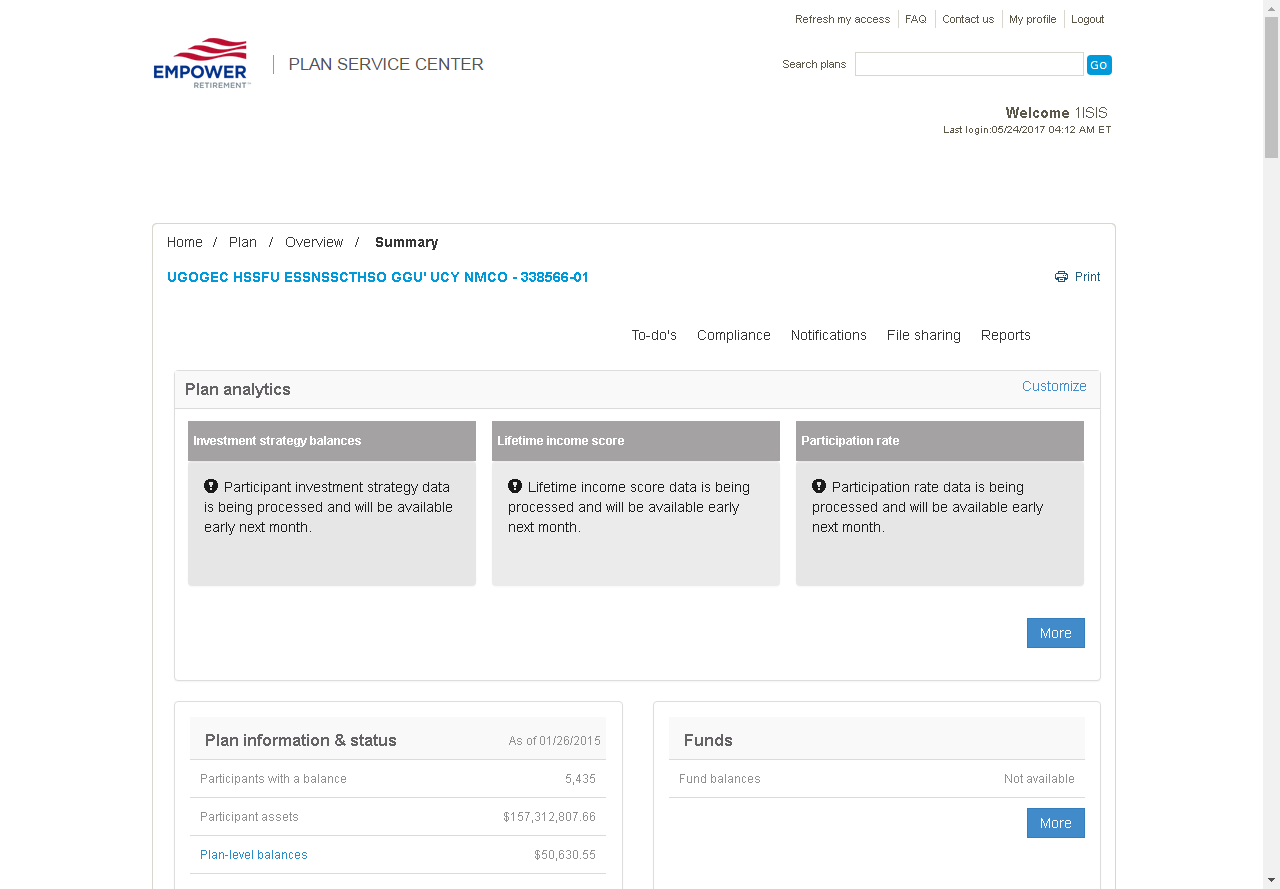 Refresh my access FAQ Contact us My profile Logout
EMPOWER
RETIREMENT™
PLAN SERVICE CENTER
Search plans Go
Welcome 1ISIS
Last login:05/24/2017 04:12 AM ET
Home / Plan / Overview / Summary
UGOGEC HSSFU ESSNSSCTHSO GGU' UCY NMCO - 338566-01
Print
To-do's Compliance Notifications File sharing Reports
Plan analytics
Customize
Investment strategy balances
Participant investment strategy data
is being processed and will be available
early next month.
Lifetime income score
Lifetime income score data is being
processed and will be available early
next month.
Participation rate
Participation rate data is being
processed and will be available early
next month.
More
Plan information & status As of 01/26/2015
Participants with a balance 5,435
Participant assets $157,312,807.66
Plan-level balances $50,630.55
Funds
Fund balances Not available
More